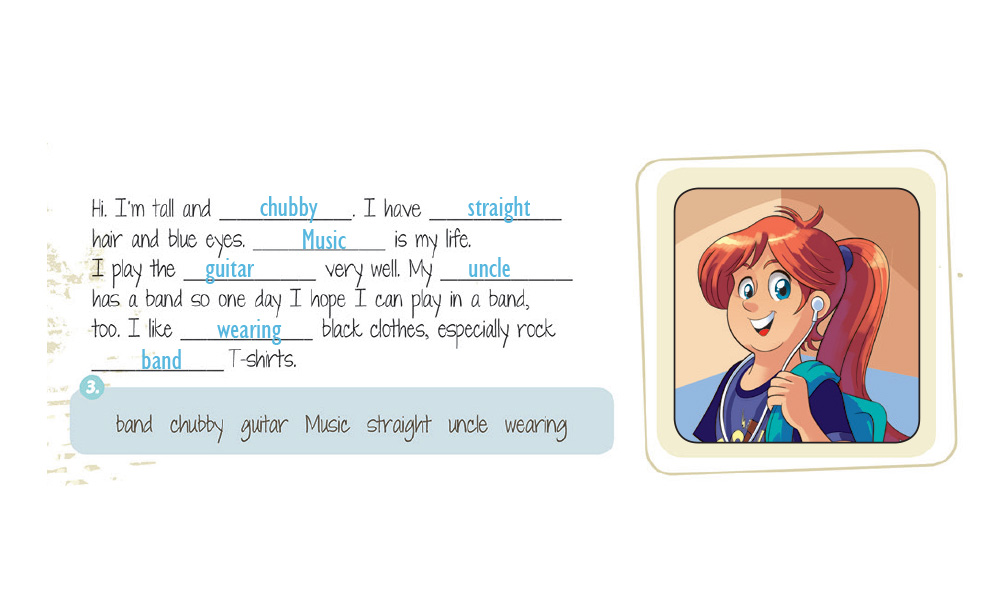 Hi. I'm tall and chubby. I have straight
hair and blue eyes. Music is my life.
I play the guitar very well. My uncle
has a band so one day I hope I can play in a band,
too. I like wearing black clothes, especially rock
band T-shirts.
3.
band chubby guitar Music straight uncle wearing